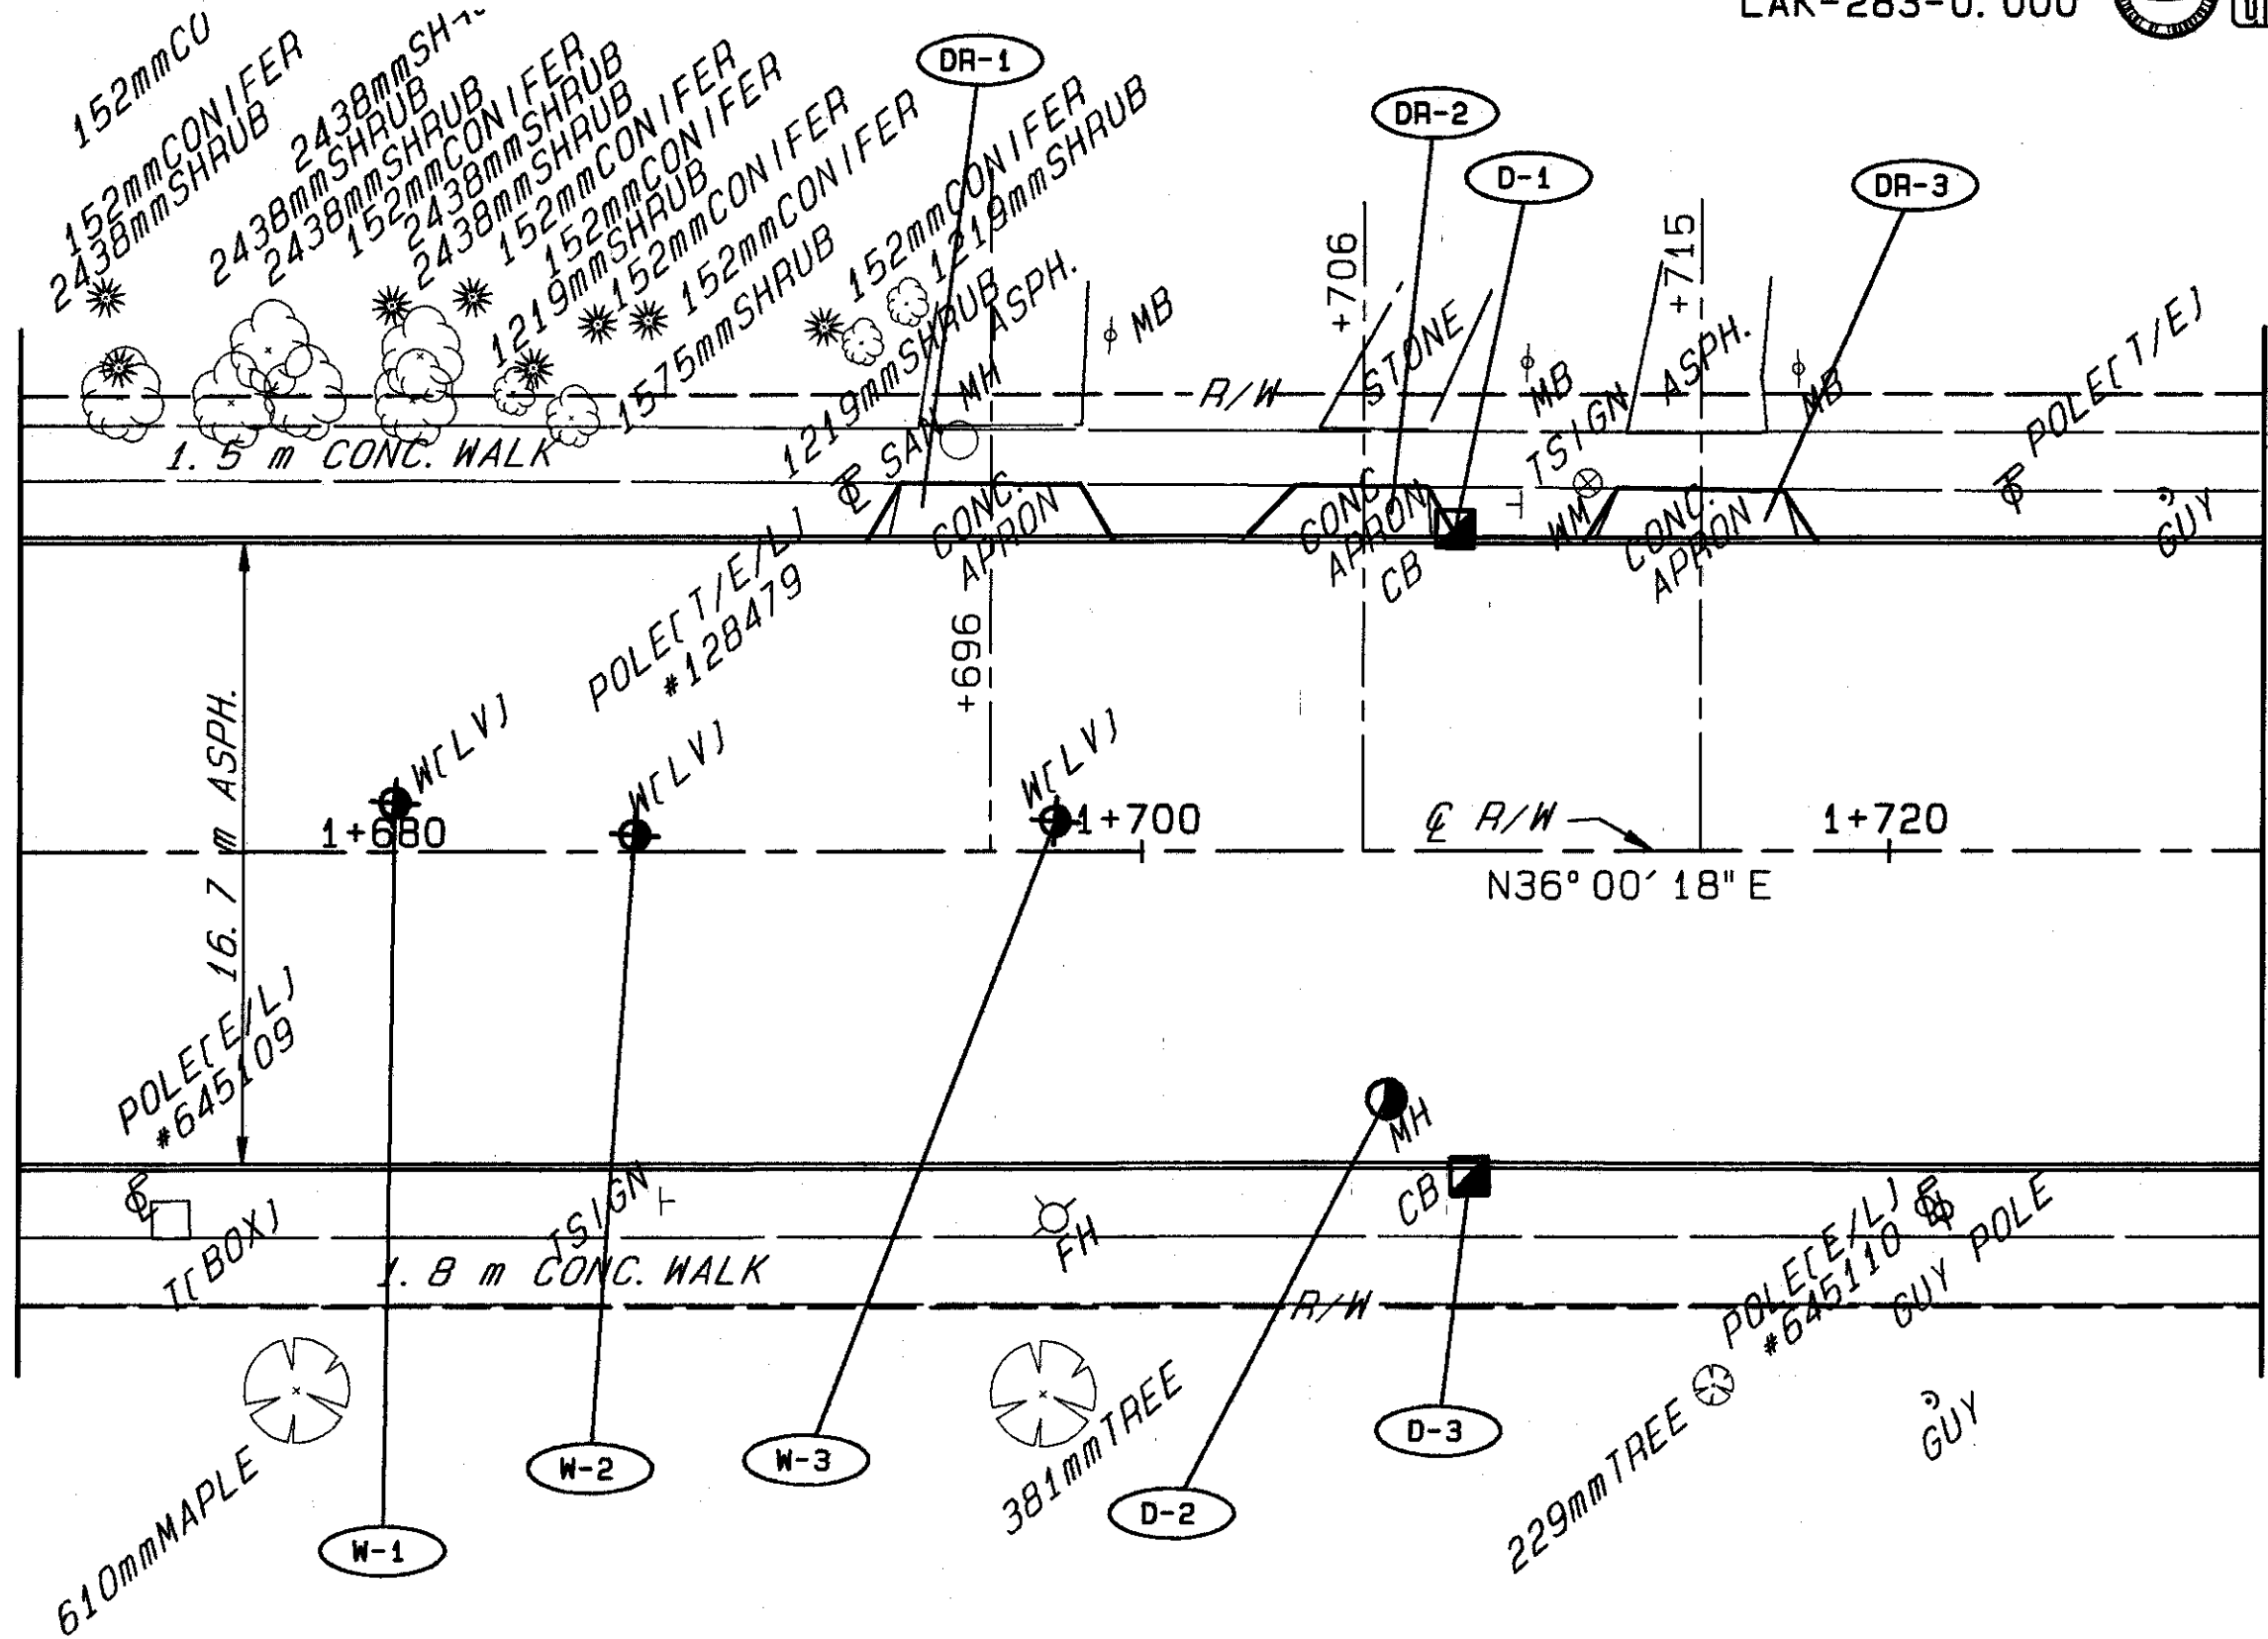 LAK-283-0.000
152mmCO
152mmCONIFER
2438mmSHRUB
2438mmSH
2438mmSHRUB
2438mmSHRUB
152mmCONIFER
2438mmSHRUB
2438mmSHRUB
152mmCONIFER
152mmCONIFER
1219mmSHRUB
152mmCONIFER
152mmCONIFER
1575mmSHRUB
152mmCONIFER
1219mmSHRUB
1219mmSHRUB
DR-1
DR-2
D-1
DR-3
+706
+715
ASPH.
MB
STONE
MB
ASPH.
MB
R/W
POLE(T/E)
TSIGN
SAN MH
1.5 m CONC. WALK
CONC.
APRON
CONC.
APRON
CB
WM
CONC.
APRON
GUY
POLE(T/E/L)
#128479
+696
16.7 m ASPH.
W(LV)
W(LV)
W(LV)
1+680
1+700
℄ R/W
1+720
N36°00'18"E
POLE(E/L)
#645109
MH
CB
T(BOX)
TSIGN
FH
1.8 m CONC. WALK
R/W
POLE(E/L)
#645110
GUY POLE
610mmMAPLE
381mmTREE
229mmTREE
GUY
W-1
W-2
W-3
D-2
D-3